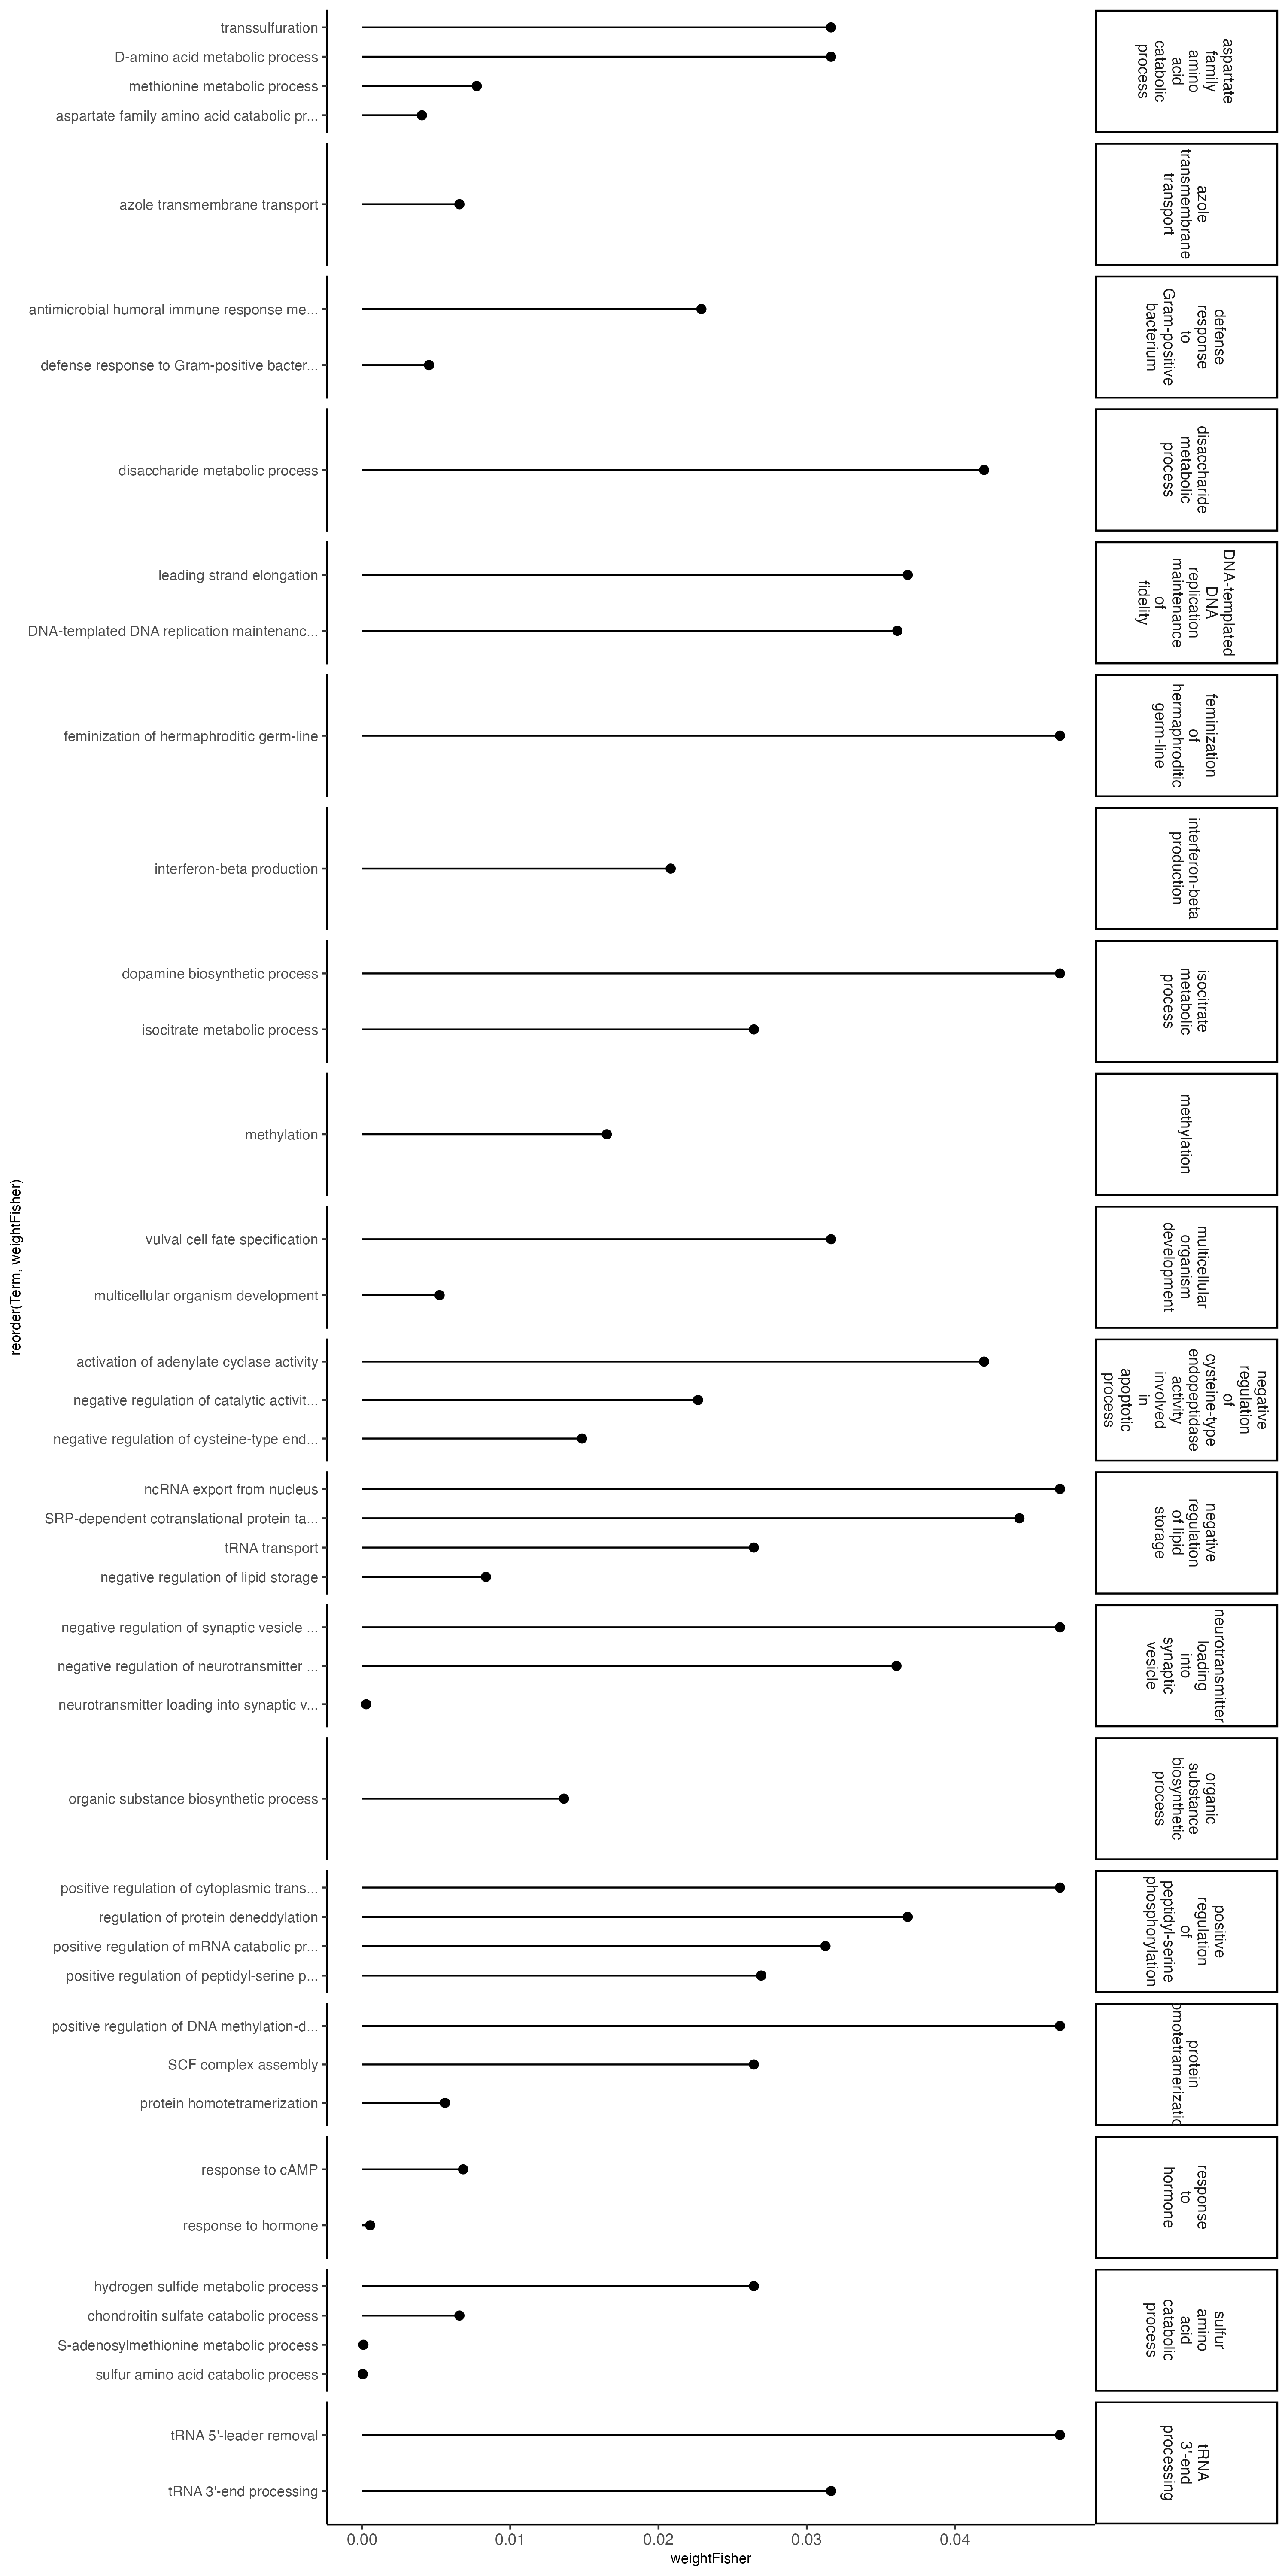 transsulfuration
D-amino acid metabolic process
methionine metabolic process
aspartate family amino acid catabolic pr...
aspartate
family
amino
acid
catabolic
process
azole transmembrane transport
azole
transmembrane
transport
antimicrobial humoral immune response me...
defense response to Gram-positive bacter...
defense
response
to
Gram-positive
bacterium
disaccharide metabolic process
disaccharide
metabolic
process
leading strand elongation
DNA-templated DNA replication maintenanc...
DNA-templated
DNA
replication
maintenance
of
fidelity
feminization of hermaphroditic germ-line
feminization
of
hermaphroditic
germ-line
interferon-beta production
interferon-beta
production
dopamine biosynthetic process
isocitrate metabolic process
isocitrate
metabolic
process
methylation
methylation
vulval cell fate specification
multicellular organism development
multicellular
organism
development
activation of adenylate cyclase activity
negative regulation of catalytic activit...
negative regulation of cysteine-type end...
negative
regulation
of
cysteine-type
endopeptidase
activity
involved
in
apoptotic
process
ncRNA export from nucleus
SRP-dependent cotranslational protein ta...
tRNA transport
negative regulation of lipid storage
negative
regulation
of lipid
storage
negative regulation of synaptic vesicle ...
negative regulation of neurotransmitter ...
neurotransmitter loading into synaptic v...
neurotransmitter
loading
into
synaptic
vesicle
organic substance biosynthetic process
organic
substance
biosynthetic
process
positive regulation of cytoplasmic trans...
regulation of protein deneddylation
positive regulation of mRNA catabolic pr...
positive regulation of peptidyl-serine p...
positive
regulation
of
peptidyl-serine
phosphorylation
positive regulation of DNA methylation-d...
SCF complex assembly
protein homotetramerization
protein
omotetramerizatio
response to cAMP
response to hormone
response
to
hormone
hydrogen sulfide metabolic process
chondroitin sulfate catabolic process
S-adenosylmethionine metabolic process
sulfur amino acid catabolic process
sulfur
amino
acid
catabolic
process
tRNA 5'-leader removal
tRNA 3'-end processing
tRNA
3'-end
processing
reorder(Term, weightFisher)
0.00 0.01 0.02 0.03 0.04
weightFisher